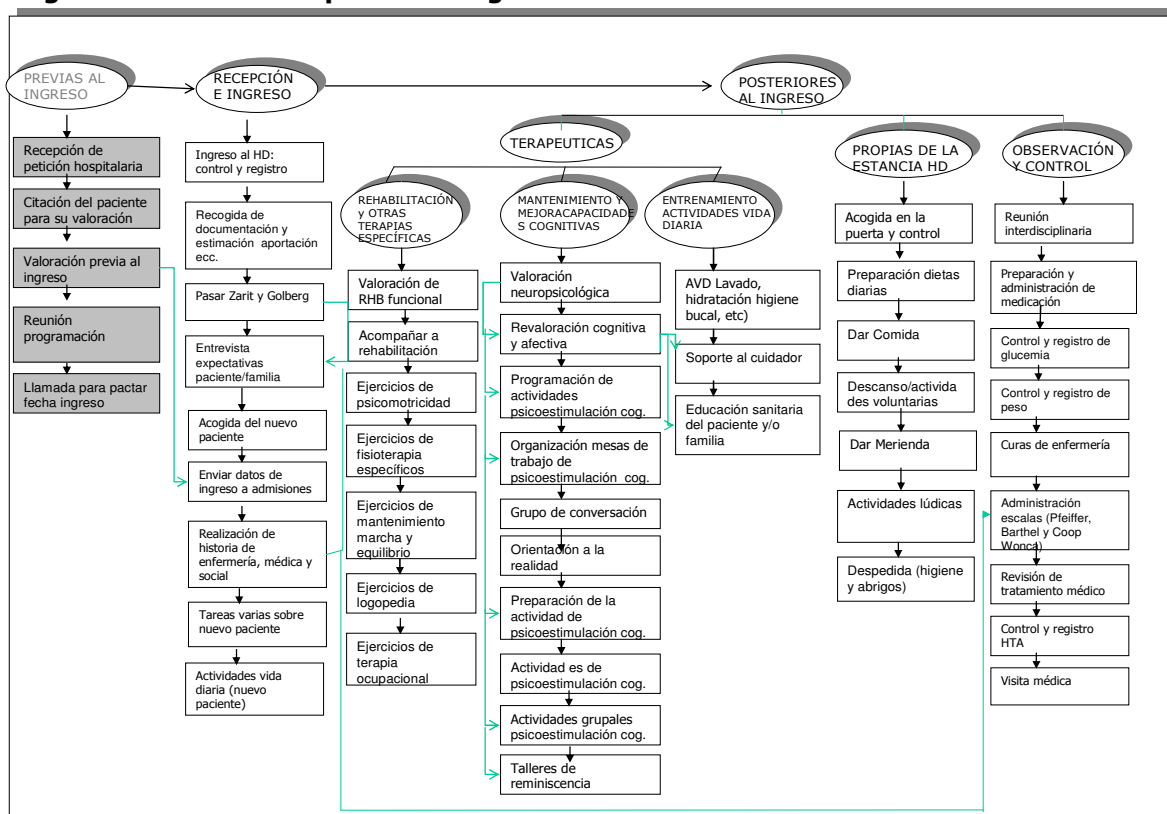 PREVIAS AL
INGRESO
RECEPCIÓN
E INGRESO
POSTERIORES
AL INGRESO
Recepción de
petición hospitalaria
Citación del paciente
para su valoración
Valoración previa al
ingreso
Reunión
programación
Llamada para pactar
fecha ingreso
Ingreso al HD:
control y registro
Recogida de
documentación y
estimación aportación
ecc.
Pasar Zarit y Golberg
Entrevista
expectativas
paciente/familia
Acogida del nuevo
paciente
Enviar datos de
ingreso a admisiones
Realización de
historia de
enfermería, médica y
social
Tareas varias sobre
nuevo paciente
Actividades vida
diaria (nuevo
paciente)
TERAPEUTICAS
REHABILITACIÓN
y OTRAS
TERAPIAS
ESPECÍFICAS
Valoración de
RHB funcional
Acompañar a
rehabilitación
Ejercicios de
psicomotricidad
Ejercicios de
fisioterapia
específicos
Ejercicios de
mantenimiento
marcha y
equilibrio
Ejercicios de
logopedia
Ejercicios de
terapia
ocupacional
MANTENIMIENTO Y
MEJORACAPACIDADE
S COGNITIVAS
Valoración
neuropsicológica
Revaloración cognitiva
y afectiva
Programación de
actividades
psicoestimulación cog.
Organización mesas de
trabajo de
psicoestimulación cog.
Grupo de conversación
Orientación a la
realidad
Preparación de la
actividad de
psicoestimulación cog.
Actividad es de
psicoestimulación cog.
Actividades grupales
psicoestimulación cog.
Talleres de
reminiscencia
ENTRENAMIENTO
ACTIVIDADES VIDA
DIARIA
AVD Lavado,
hidratación higiene
bucal, etc)
Soporte al cuidador
Educación sanitaria
del paciente y/o
familia
PROPIAS DE LA
ESTANCIA HD
Acogida en la
puerta y control
Preparación dietas
diarias
Dar Comida
Descanso/activida
des voluntarias
Dar Merienda
Actividades lúdicas
Despedida (higiene
y abrigos)
OBSERVACIÓN
Y CONTROL
Reunión
interdisciplinaria
Preparación y
administración de
medicación
Control y registro de
glucemia
Control y registro de
peso
Curas de enfermería
Administración
escalas (Pfeiffer,
Barthel y Coop
Wonca)
Revisión de
tratamiento médico
Control y registro
HTA
Visita médica